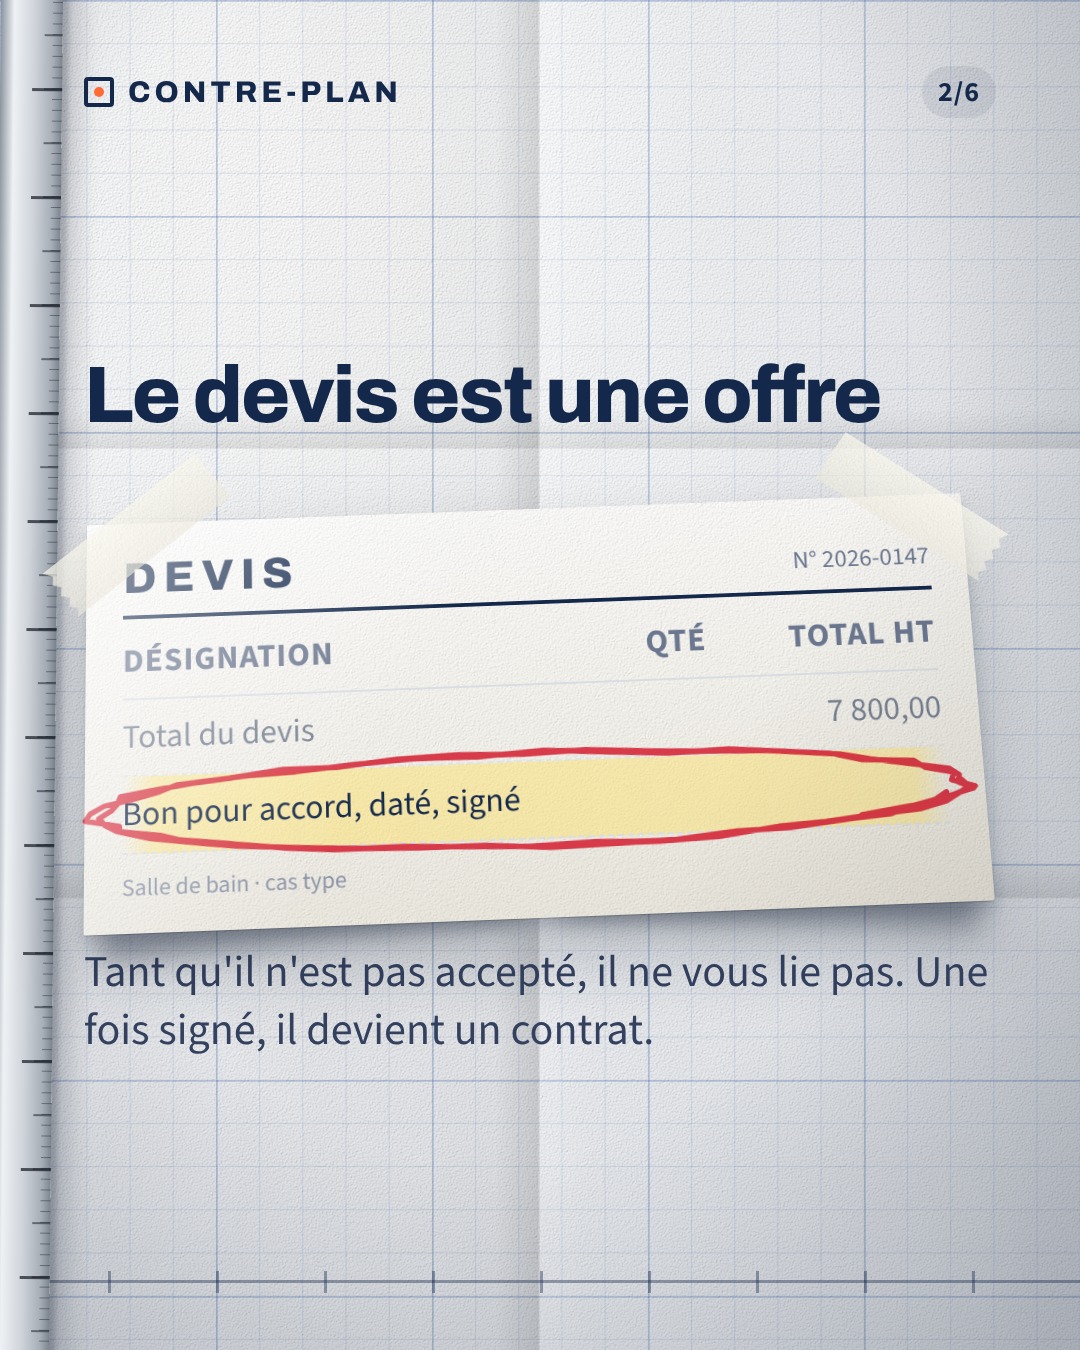 CONTRE-PLAN
2/6
Le devis est une offre
DEVIS
N° 2026-0147
DÉSIGNATION QTÉ TOTAL HT
Total du devis 7 800,00
Bon pour accord, daté, signé
Salle de bain · cas type
Tant qu'il n'est pas accepté, il ne vous lie pas. Une
fois signé, il devient un contrat.